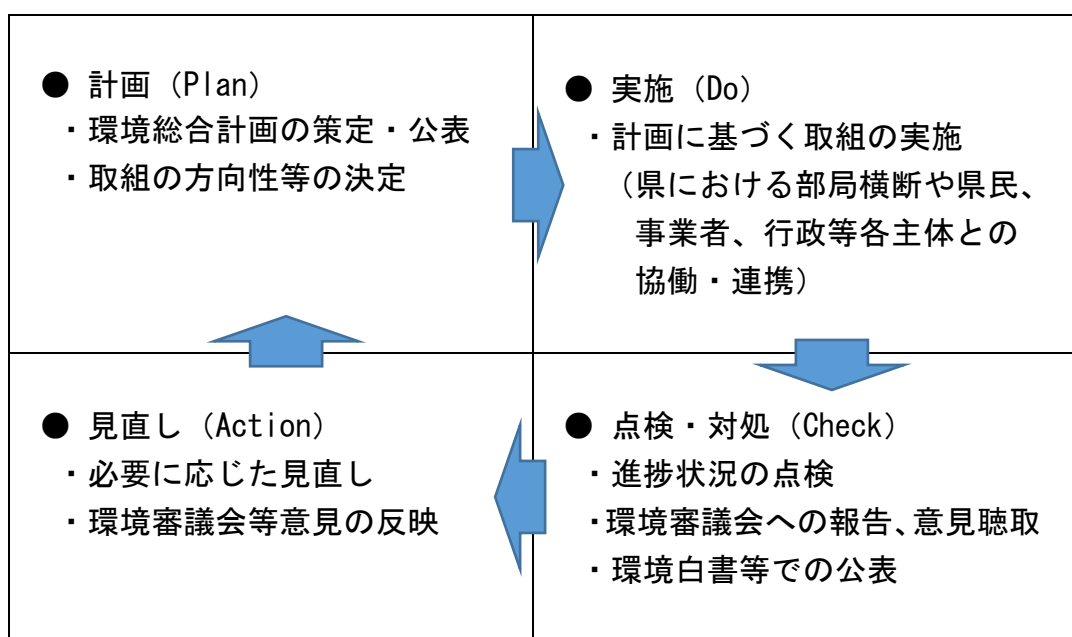 ● 計画（Plan）
・環境総合計画の策定・公表
・取組の方向性等の決定
● 実施（Do）
・計画に基づく取組の実施
（県における部局横断や県民、
事業者、行政等各主体との
協働・連携）
● 見直し（Action）
・必要に応じた見直し
・環境審議会等意見の反映
● 点検・対処（Check）
・進捗状況の点検
・環境審議会への報告、意見聴取
・環境白書等での公表